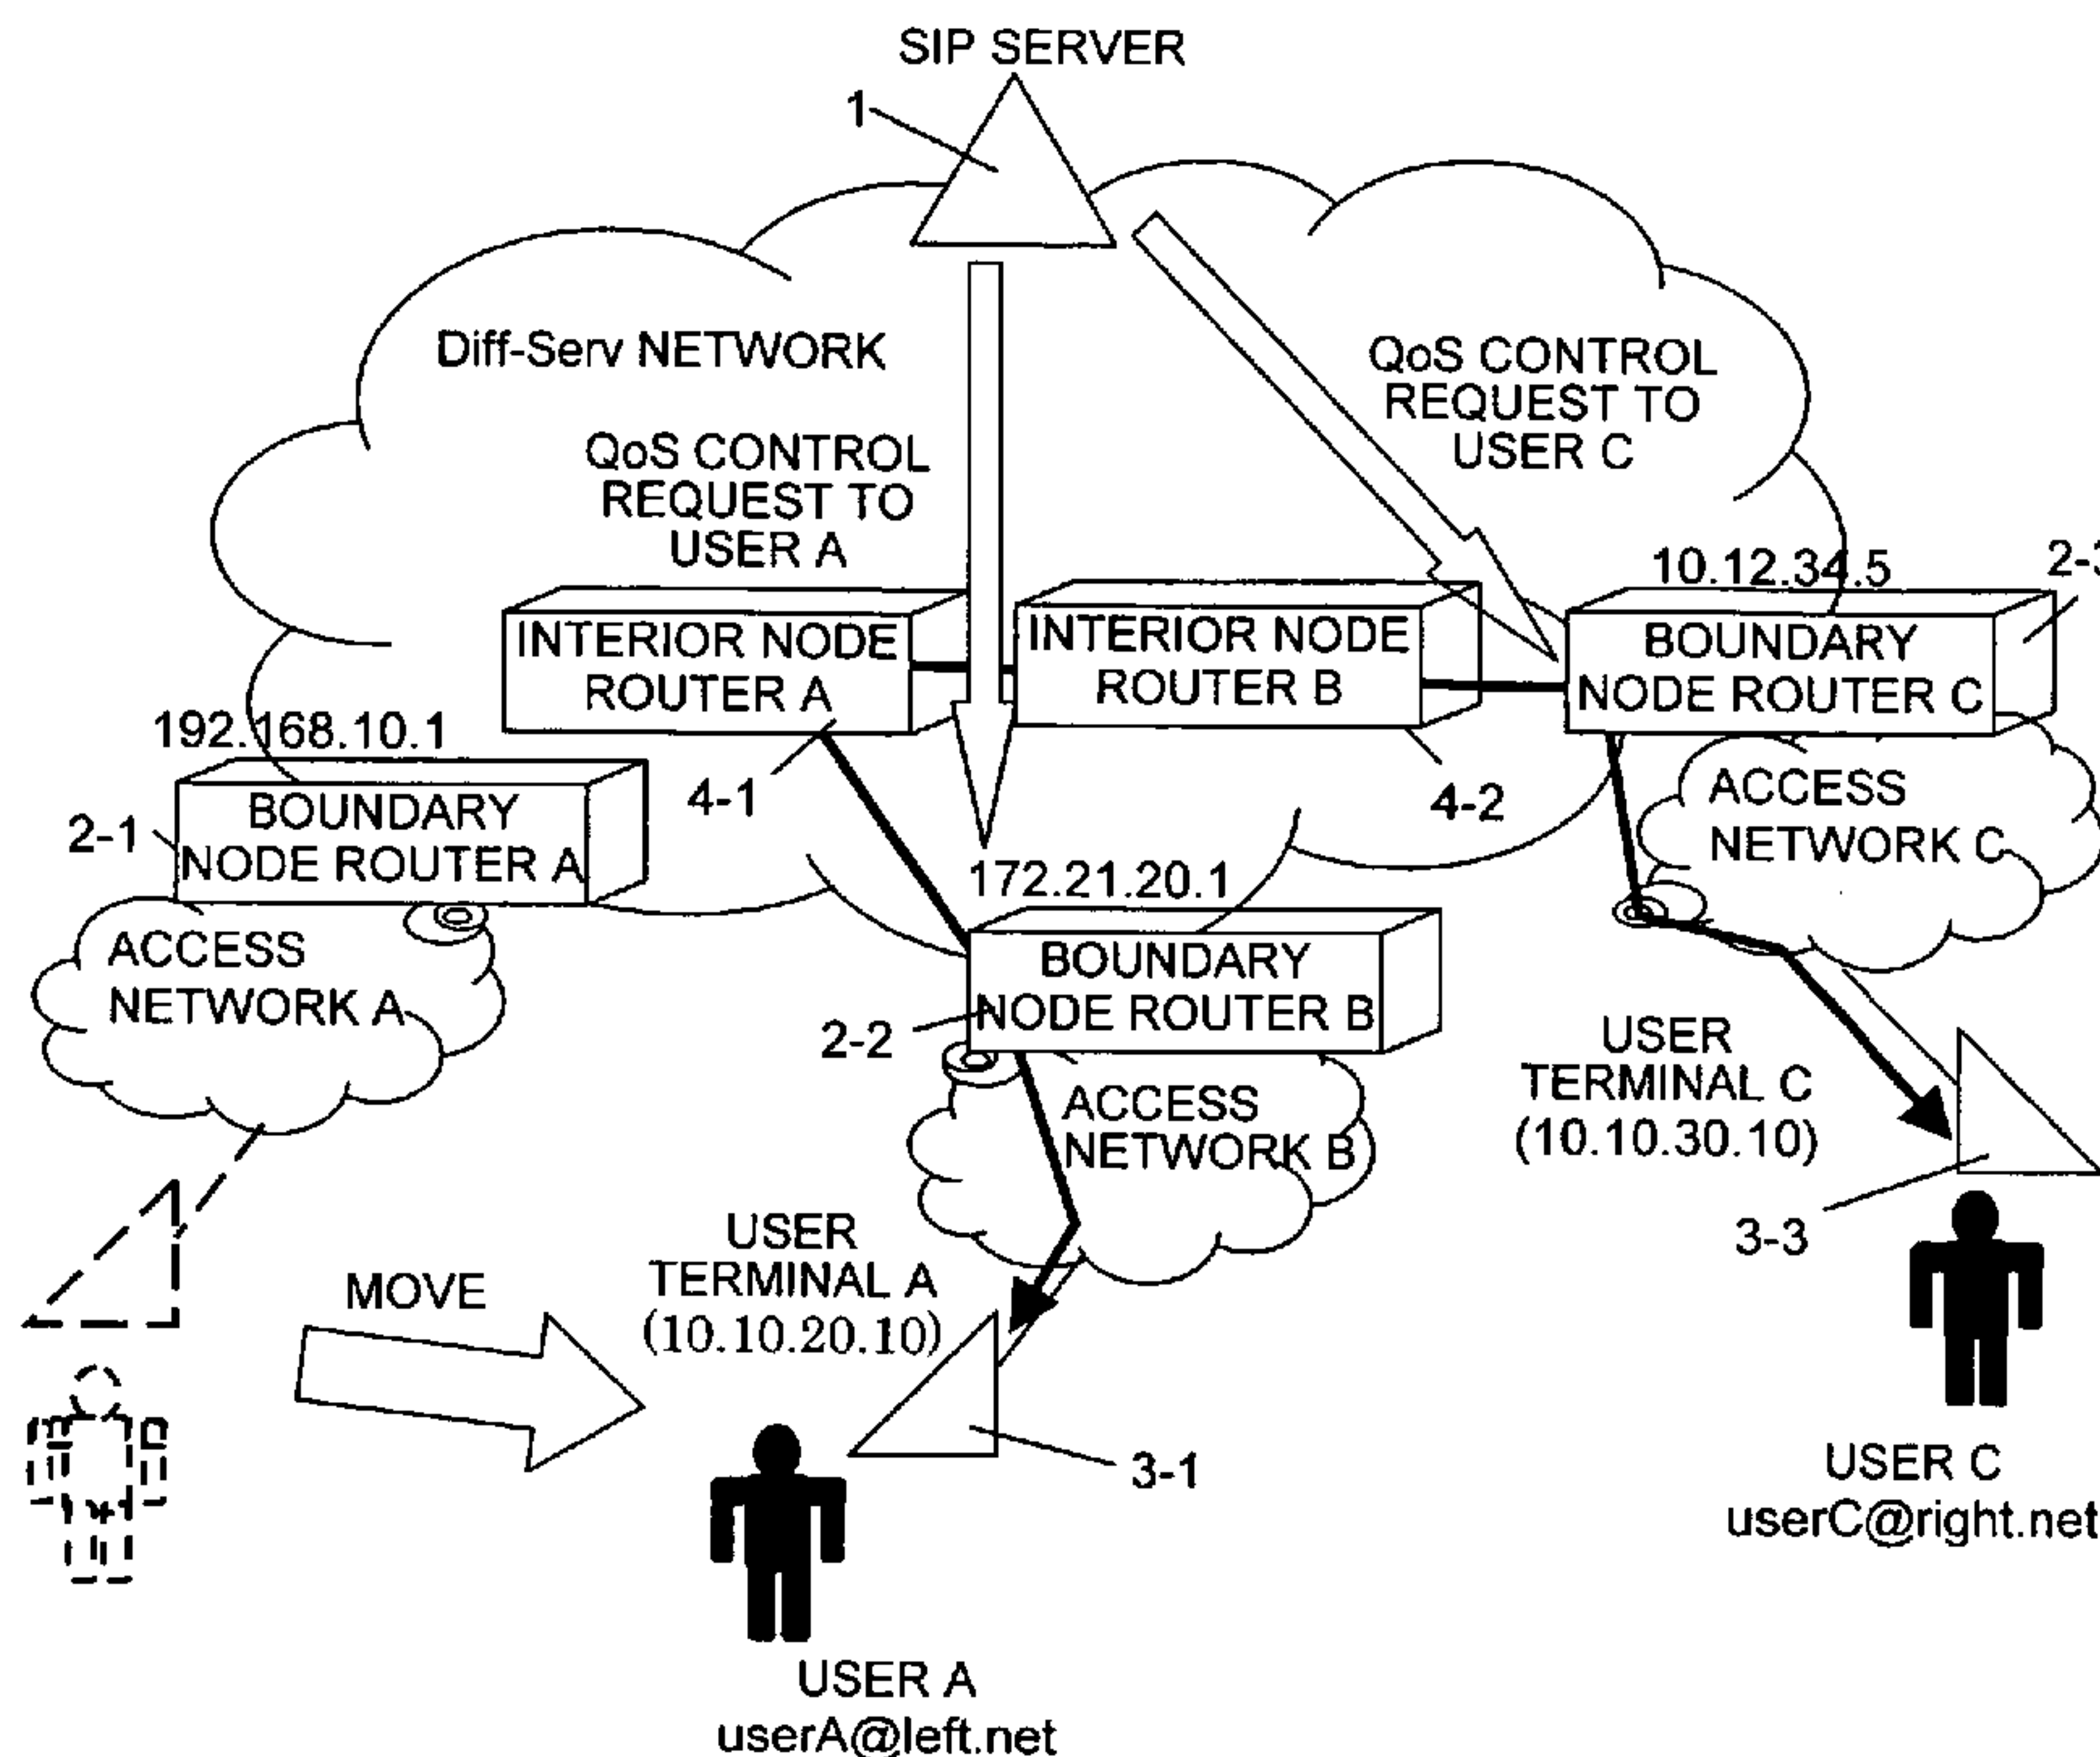 SIP SERVER
1
Diff-Serv NETWORK
QoS CONTROL
REQUEST TO
USER A
QoS CONTROL
REQUEST TO
USER C
10.12.34.5
2-3
INTERIOR NODE
ROUTER A
INTERIOR NODE
ROUTER B
BOUNDARY
NODE ROUTER C
192.168.10.1
4-1
4-2
2-1
BOUNDARY
NODE ROUTER A
ACCESS
NETWORK C
172.21.20.1
ACCESS
NETWORK A
BOUNDARY
NODE ROUTER B
2-2
ACCESS
NETWORK B
USER
TERMINAL C
(10.10.30.10)
3-3
USER
TERMINAL A
(10.10.20.10)
MOVE
3-1
USER C
userC@right.net
USER A
userA@left.net